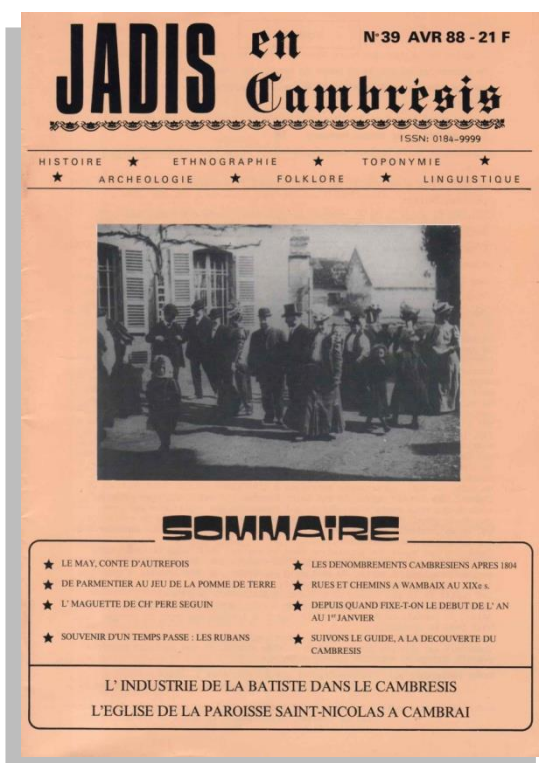 JADIS en Cambrèsis
N° 39 AVR 88 - 21 F
ISSN: 0184-9999
HISTOIRE ★ ETHNOGRAPHIE ★ TOPONYMIE ★
★ ARCHEOLOGIE ★ FOLKLORE ★ LINGUISTIQUE
SOMMAiRE
★ LE MAY, CONTE D'AUTREFOIS
★ DE PARMENTIER AU JEU DE LA POMME DE TERRE
★ L' MAGUETTE DE CH' PERE SEGUIN
★ SOUVENIR D'UN TEMPS PASSE : LES RUBANS
★ LES DENOMBREMENTS CAMBRESIENS APRES 1804
★ RUES ET CHEMINS A WAMBAIX AU XIXe s.
★ DEPUIS QUAND FIXE-T-ON LE DEBUT DE L' AN
AU 1er JANVIER
★ SUIVONS LE GUIDE, A LA DECOUVERTE DU
CAMBRESIS
L' INDUSTRIE DE LA BATISTE DANS LE CAMBRESIS
L'EGLISE DE LA PAROISSE SAINT-NICOLAS A CAMBRAI